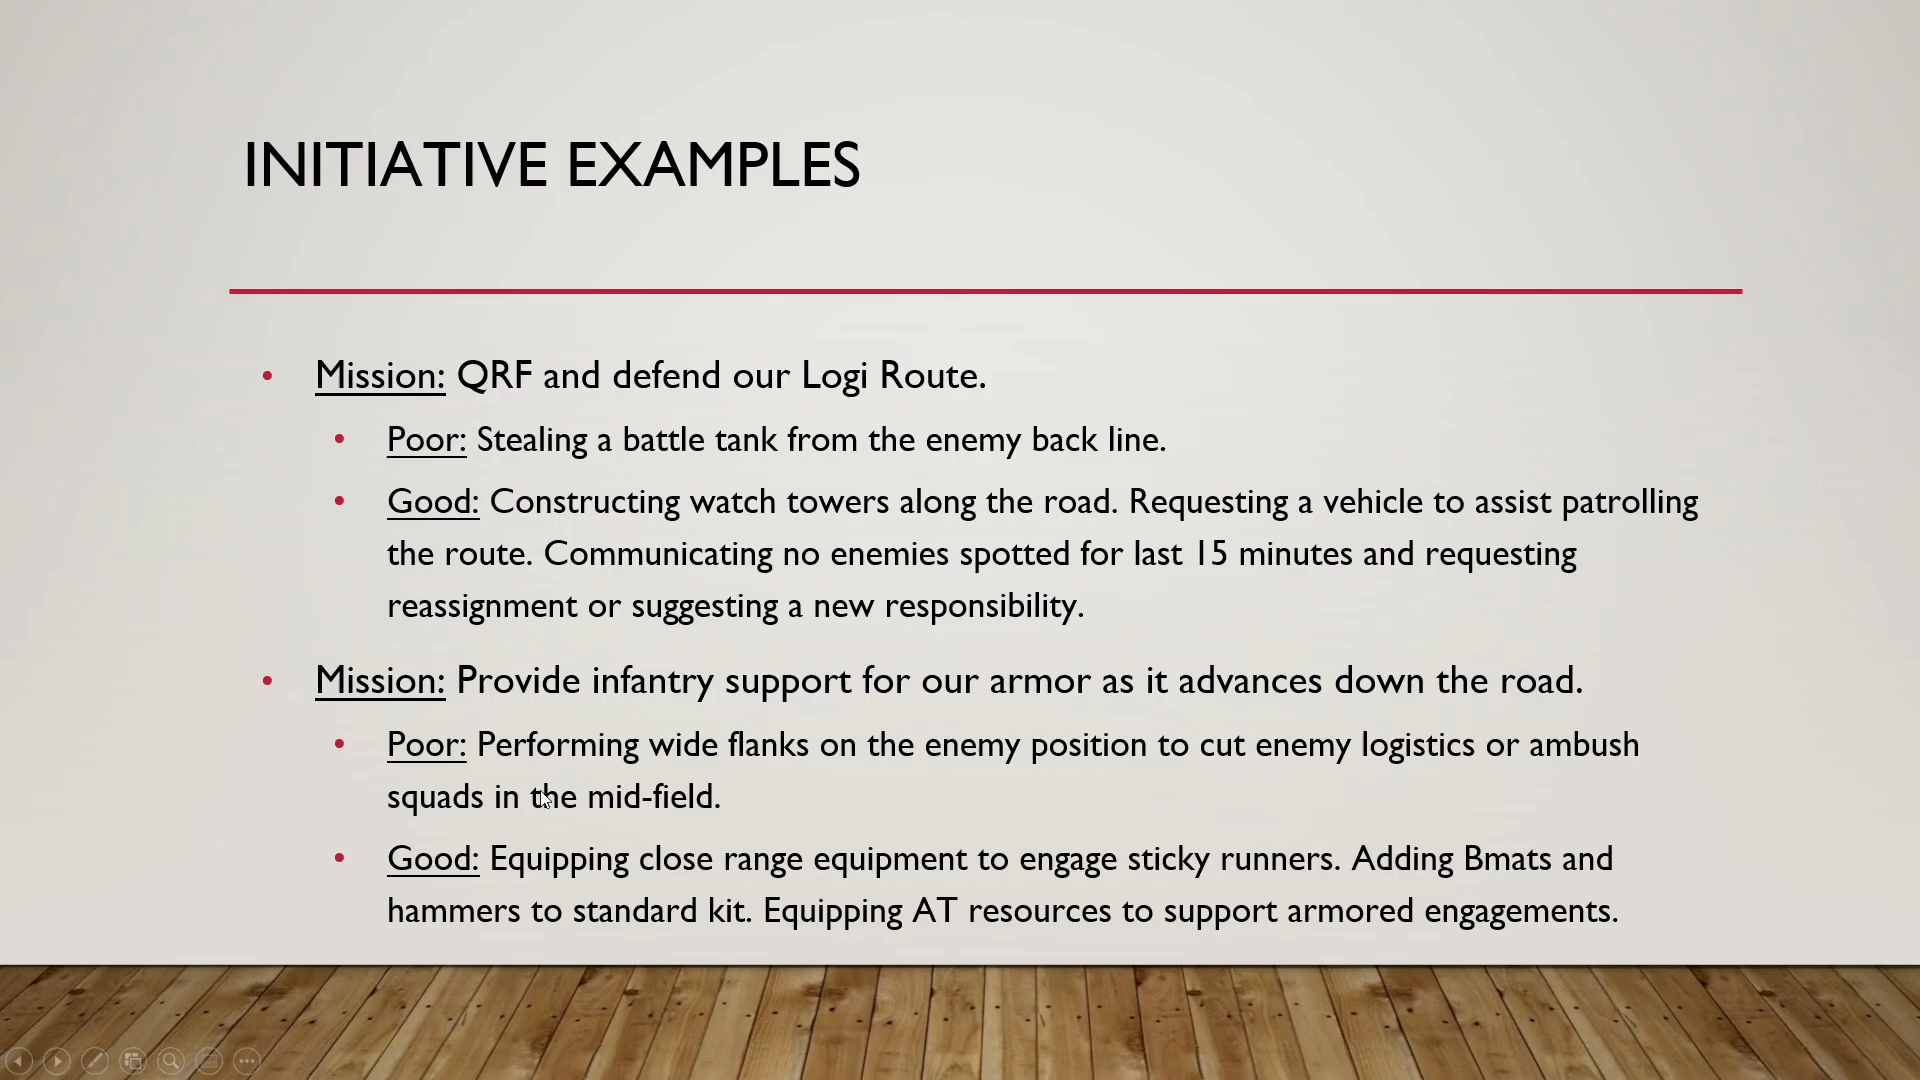 INITIATIVE EXAMPLES
• Mission: QRF and defend our Logi Route.
• Poor: Stealing a battle tank from the enemy back line.
• Good: Constructing watch towers along the road. Requesting a vehicle to assist patrolling
the route. Communicating no enemies spotted for last 15 minutes and requesting
reassignment or suggesting a new responsibility.
• Mission: Provide infantry support for our armor as it advances down the road.
• Poor: Performing wide flanks on the enemy position to cut enemy logistics or ambush
squads in the mid-field.
• Good: Equipping close range equipment to engage sticky runners. Adding Bmats and
hammers to standard kit. Equipping AT resources to support armored engagements.